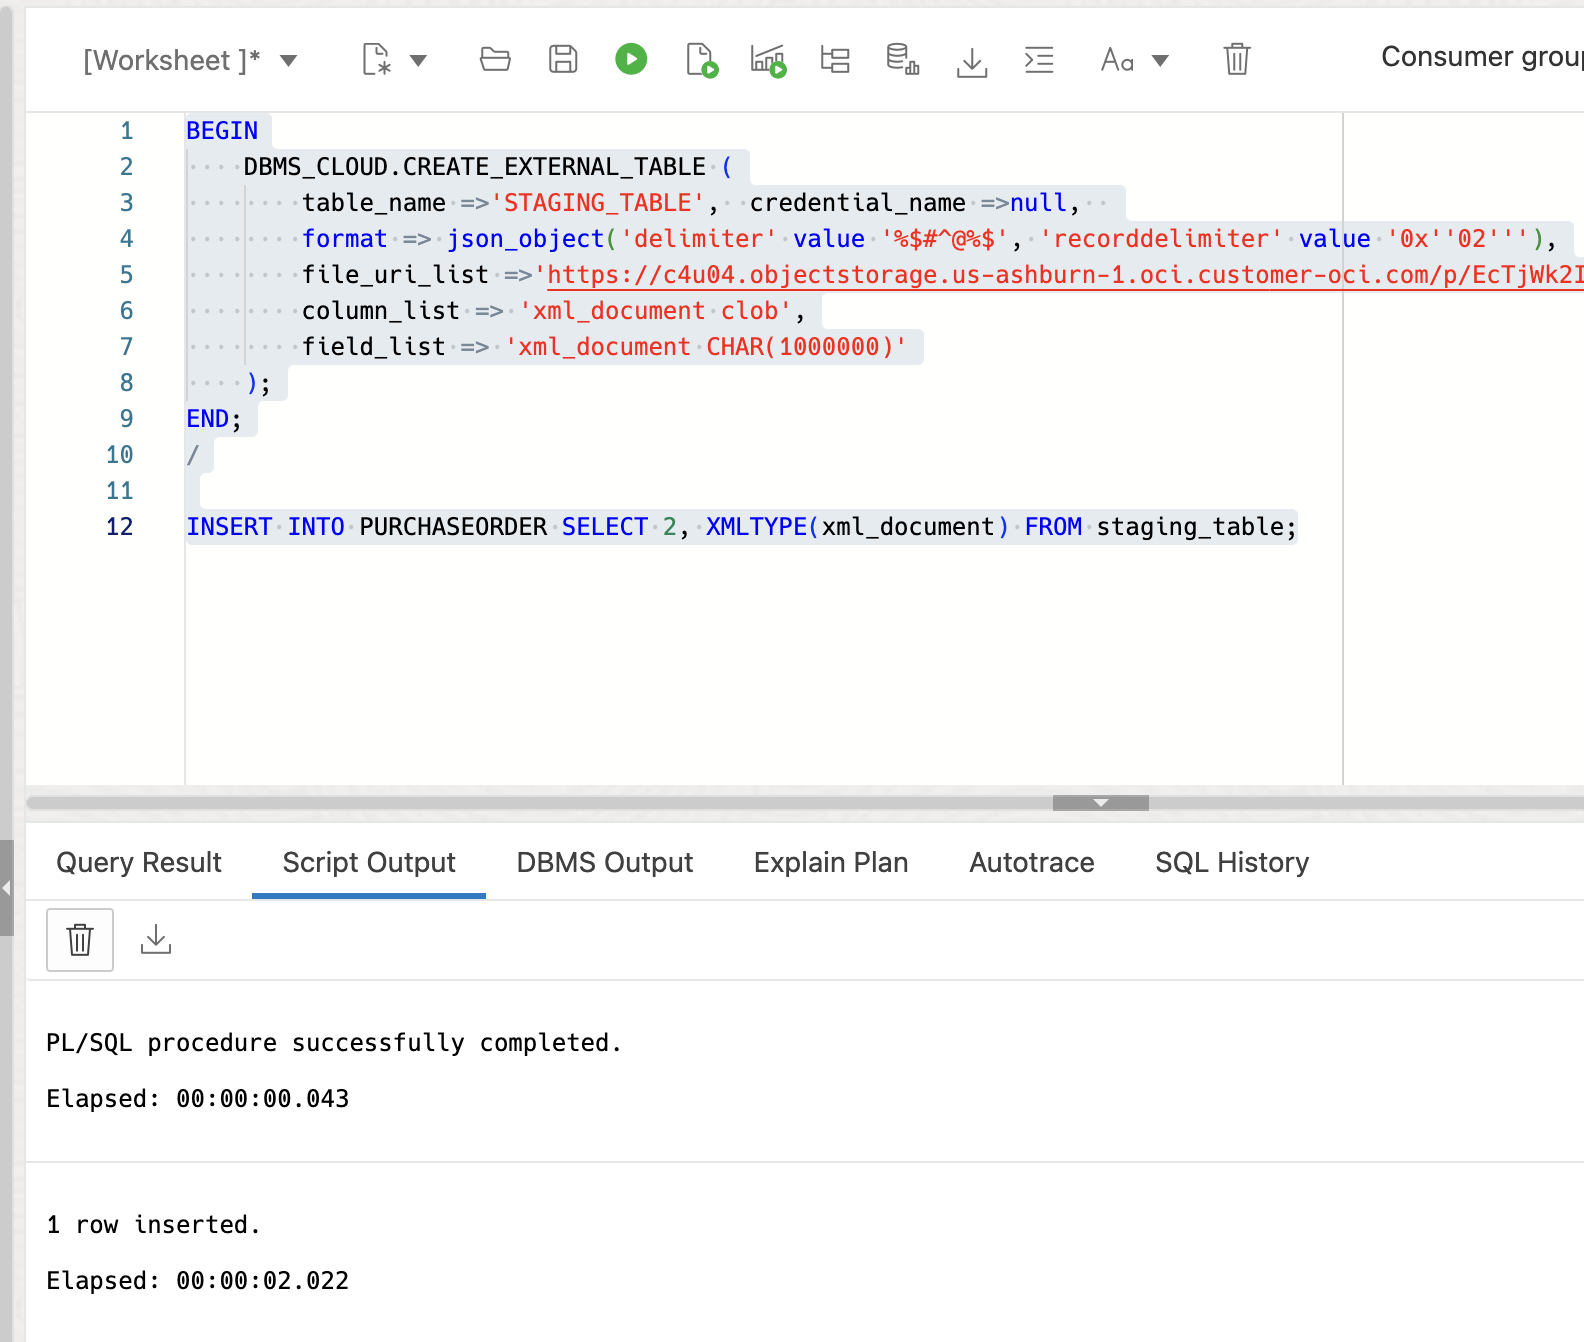 [Worksheet ]*
Aa
Consumer group
1 BEGIN
2 DBMS_CLOUD.CREATE_EXTERNAL_TABLE (
3 table_name =>'STAGING_TABLE',  credential_name =>null,
4 format => json_object('delimiter' value '%$#^@%$', 'recorddelimiter' value '0x''02'''),
5 file_uri_list =>'https://c4u04.objectstorage.us-ashburn-1.oci.customer-oci.com/p/EcTjWk2I
6 column_list => 'xml_document clob',
7 field_list => 'xml_document CHAR(1000000)'
8 );
9 END;
10 /
11
12 INSERT INTO PURCHASEORDER SELECT 2, XMLTYPE(xml_document) FROM staging_table;
Query Result Script Output DBMS Output Explain Plan Autotrace SQL History
PL/SQL procedure successfully completed.
Elapsed: 00:00:00.043
1 row inserted.
Elapsed: 00:00:02.022